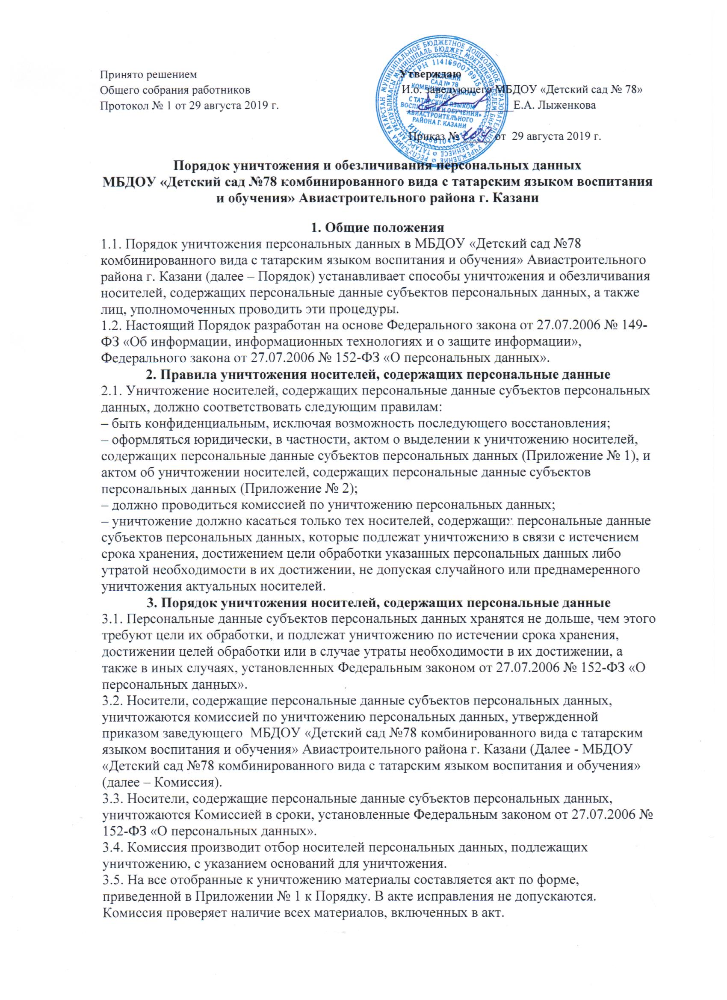 Принято решением
Общего собрания работников
Протокол № 1 от 29 августа 2019 г.
Утверждаю
И.о. заведующего МБДОУ «Детский сад № 78»
Е.А. Лыженкова
Приказ № от 29 августа 2019 г.
МУНИЦИПАЛЬНОЕ БЮДЖЕТНОЕ ДОШКОЛЬНОЕ ОБРАЗОВАТЕЛЬНОЕ УЧРЕЖДЕНИЕ
РЕСПУБЛИКА ТАТАРСТАН
ОГРН 1141690079915
САД № 78
КОМБИНИРОВАННОГО
ВИДА
С ТАТАРСКИМ ЯЗЫКОМ
ВОСПИТАНИЯ И ОБУЧЕНИЯ»
АВИАСТРОИТЕЛЬНОГО
РАЙОНА Г. КАЗАНИ
Порядок уничтожения и обезличивания персональных данных
МБДОУ «Детский сад №78 комбинированного вида с татарским языком воспитания
и обучения» Авиастроительного района г. Казани
1. Общие положения
1.1. Порядок уничтожения персональных данных в МБДОУ «Детский сад №78
комбинированного вида с татарским языком воспитания и обучения» Авиастроительного
района г. Казани (далее – Порядок) устанавливает способы уничтожения и обезличивания
носителей, содержащих персональные данные субъектов персональных данных, а также
лиц, уполномоченных проводить эти процедуры.
1.2. Настоящий Порядок разработан на основе Федерального закона от 27.07.2006 № 149-
ФЗ «Об информации, информационных технологиях и о защите информации»,
Федерального закона от 27.07.2006 № 152-ФЗ «О персональных данных».
2. Правила уничтожения носителей, содержащих персональные данные
2.1. Уничтожение носителей, содержащих персональные данные субъектов персональных
данных, должно соответствовать следующим правилам:
– быть конфиденциальным, исключая возможность последующего восстановления;
– оформляться юридически, в частности, актом о выделении к уничтожению носителей,
содержащих персональные данные субъектов персональных данных (Приложение № 1), и
актом об уничтожении носителей, содержащих персональные данные субъектов
персональных данных (Приложение № 2);
– должно проводиться комиссией по уничтожению персональных данных;
– уничтожение должно касаться только тех носителей, содержащих персональные данные
субъектов персональных данных, которые подлежат уничтожению в связи с истечением
срока хранения, достижением цели обработки указанных персональных данных либо
утратой необходимости в их достижении, не допуская случайного или преднамеренного
уничтожения актуальных носителей.
3. Порядок уничтожения носителей, содержащих персональные данные
3.1. Персональные данные субъектов персональных данных хранятся не дольше, чем этого
требуют цели их обработки, и подлежат уничтожению по истечении срока хранения,
достижении целей обработки или в случае утраты необходимости в их достижении, а
также в иных случаях, установленных Федеральным законом от 27.07.2006 № 152-ФЗ «О
персональных данных».
3.2. Носители, содержащие персональные данные субъектов персональных данных,
уничтожаются комиссией по уничтожению персональных данных, утвержденной
приказом заведующего МБДОУ «Детский сад №78 комбинированного вида с татарским
языком воспитания и обучения» Авиастроительного района г. Казани (Далее - МБДОУ
«Детский сад №78 комбинированного вида с татарским языком воспитания и обучения»
(далее – Комиссия).
3.3. Носители, содержащие персональные данные субъектов персональных данных,
уничтожаются Комиссией в сроки, установленные Федеральным законом от 27.07.2006 №
152-ФЗ «О персональных данных».
3.4. Комиссия производит отбор носителей персональных данных, подлежащих
уничтожению, с указанием оснований для уничтожения.
3.5. На все отобранные к уничтожению материалы составляется акт по форме,
приведенной в Приложении № 1 к Порядку. В акте исправления не допускаются.
Комиссия проверяет наличие всех материалов, включенных в акт.